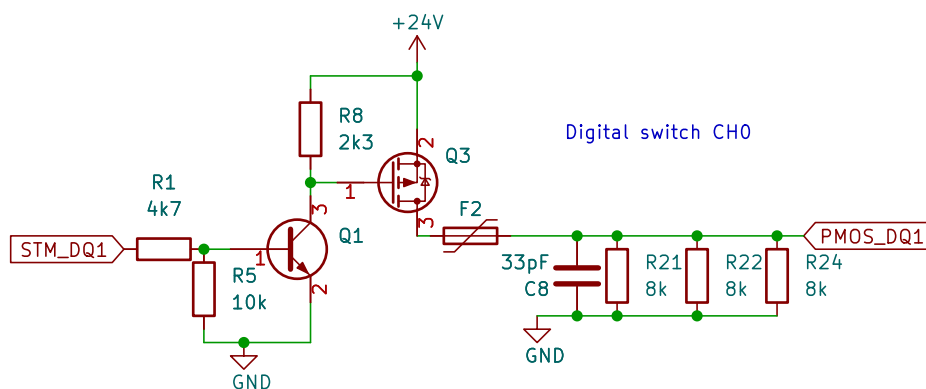 +24V
R8
2k3
Digital switch CH0
2
Q3
1
R1
4k7
3
3
F2
STM_DQ1
Q1
PMOS_DQ1
1
R5
10k
2
33pF
C8
R21
8k
R22
8k
R24
8k
GND
GND